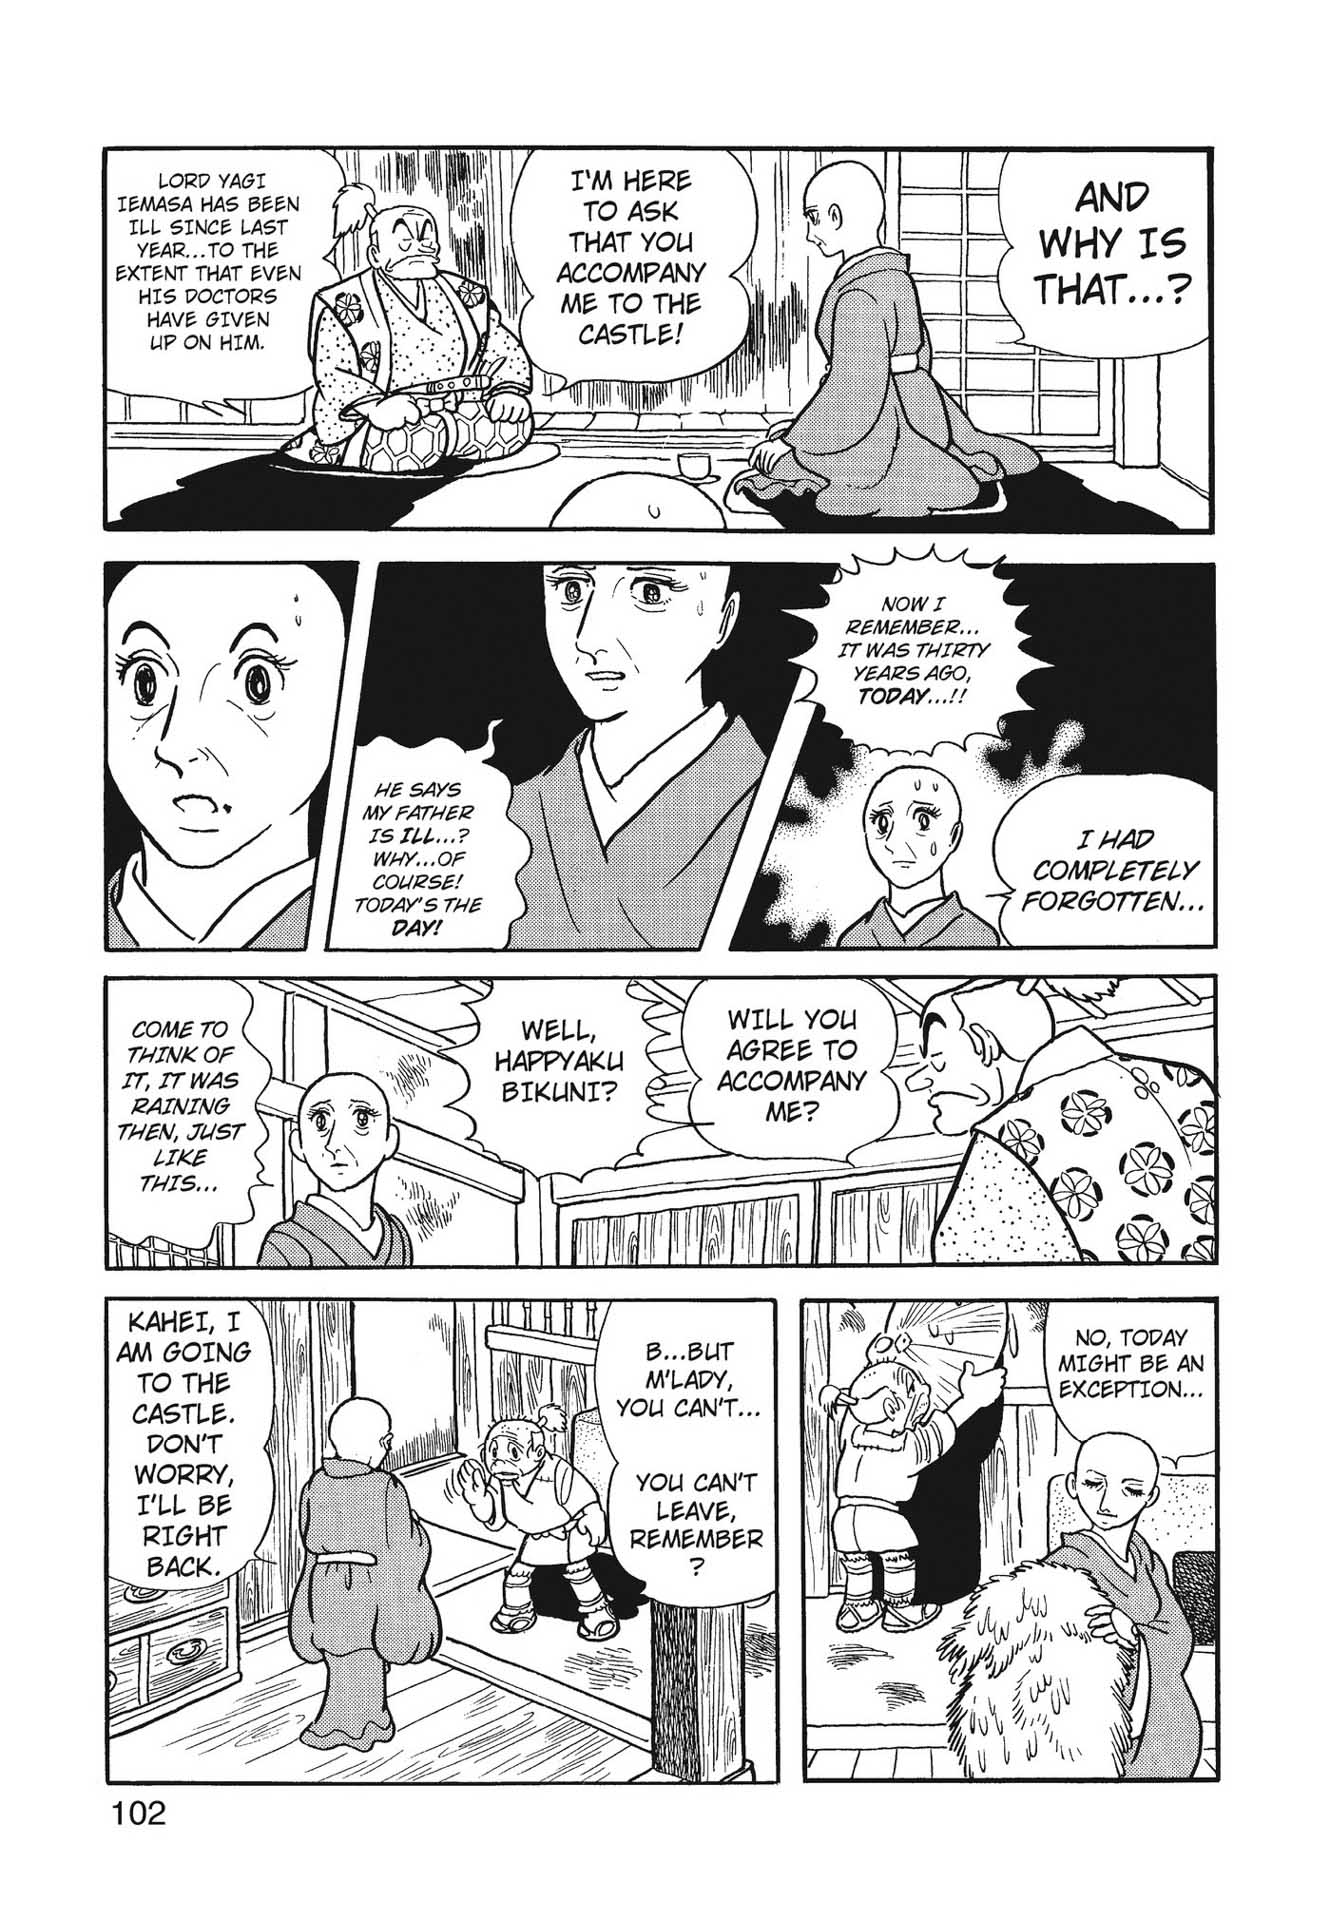 AND
WHY IS
THAT...?
I'M HERE
TO ASK
THAT YOU
ACCOMPANY
ME TO THE
CASTLE!
LORD YAGI
IEMASA HAS BEEN
ILL SINCE LAST
YEAR...TO THE
EXTENT THAT EVEN
HIS DOCTORS
HAVE GIVEN
UP ON HIM.
NOW I
REMEMBER...
IT WAS THIRTY
YEARS AGO,
TODAY...!!
I HAD
COMPLETELY
FORGOTTEN...
HE SAYS
MY FATHER
IS ILL...?
WHY...OF
COURSE!
TODAY'S THE
DAY!
WILL YOU
AGREE TO
ACCOMPANY
ME?
WELL,
HAPPYAKU
BIKUNI?
COME TO
THINK OF
IT, IT WAS
RAINING
THEN, JUST
LIKE
THIS...
NO, TODAY
MIGHT BE AN
EXCEPTION...
B...BUT
M'LADY,
YOU CAN'T...
YOU CAN'T
LEAVE,
REMEMBER
?
KAHEI, I
AM GOING
TO THE
CASTLE.
DON'T
WORRY,
I'LL BE
RIGHT
BACK.
102